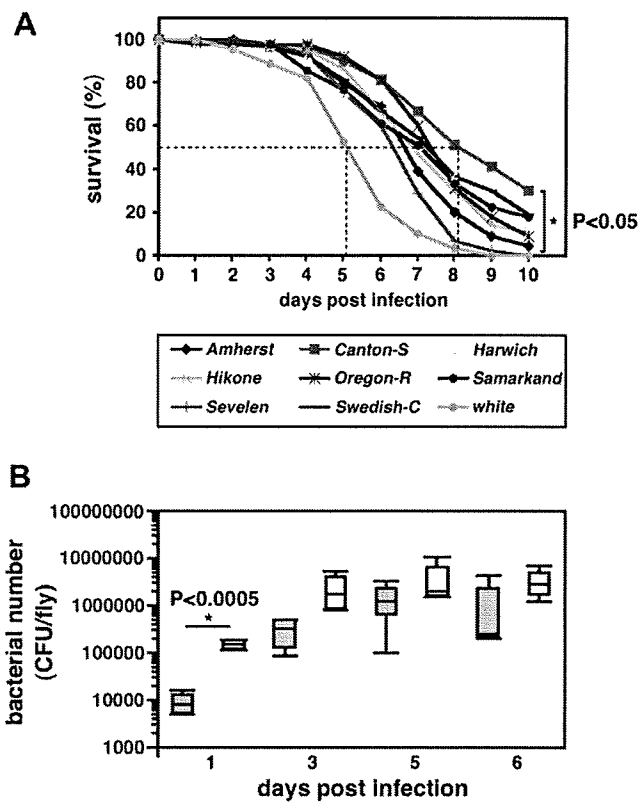 A
survival (%)
100
80
60
40
20
0
0 1 2 3 4 5 6 7 8 9 10
days post infection
* P<0.05
Amherst Canton-S Harwich
Hikone Oregon-R Samarkand
Sevelen Swedish-C white
B
bacterial number
(CFU/fly)
100000000
10000000
1000000
100000
10000
1000
P<0.0005
*
1 3 5 6
days post infection